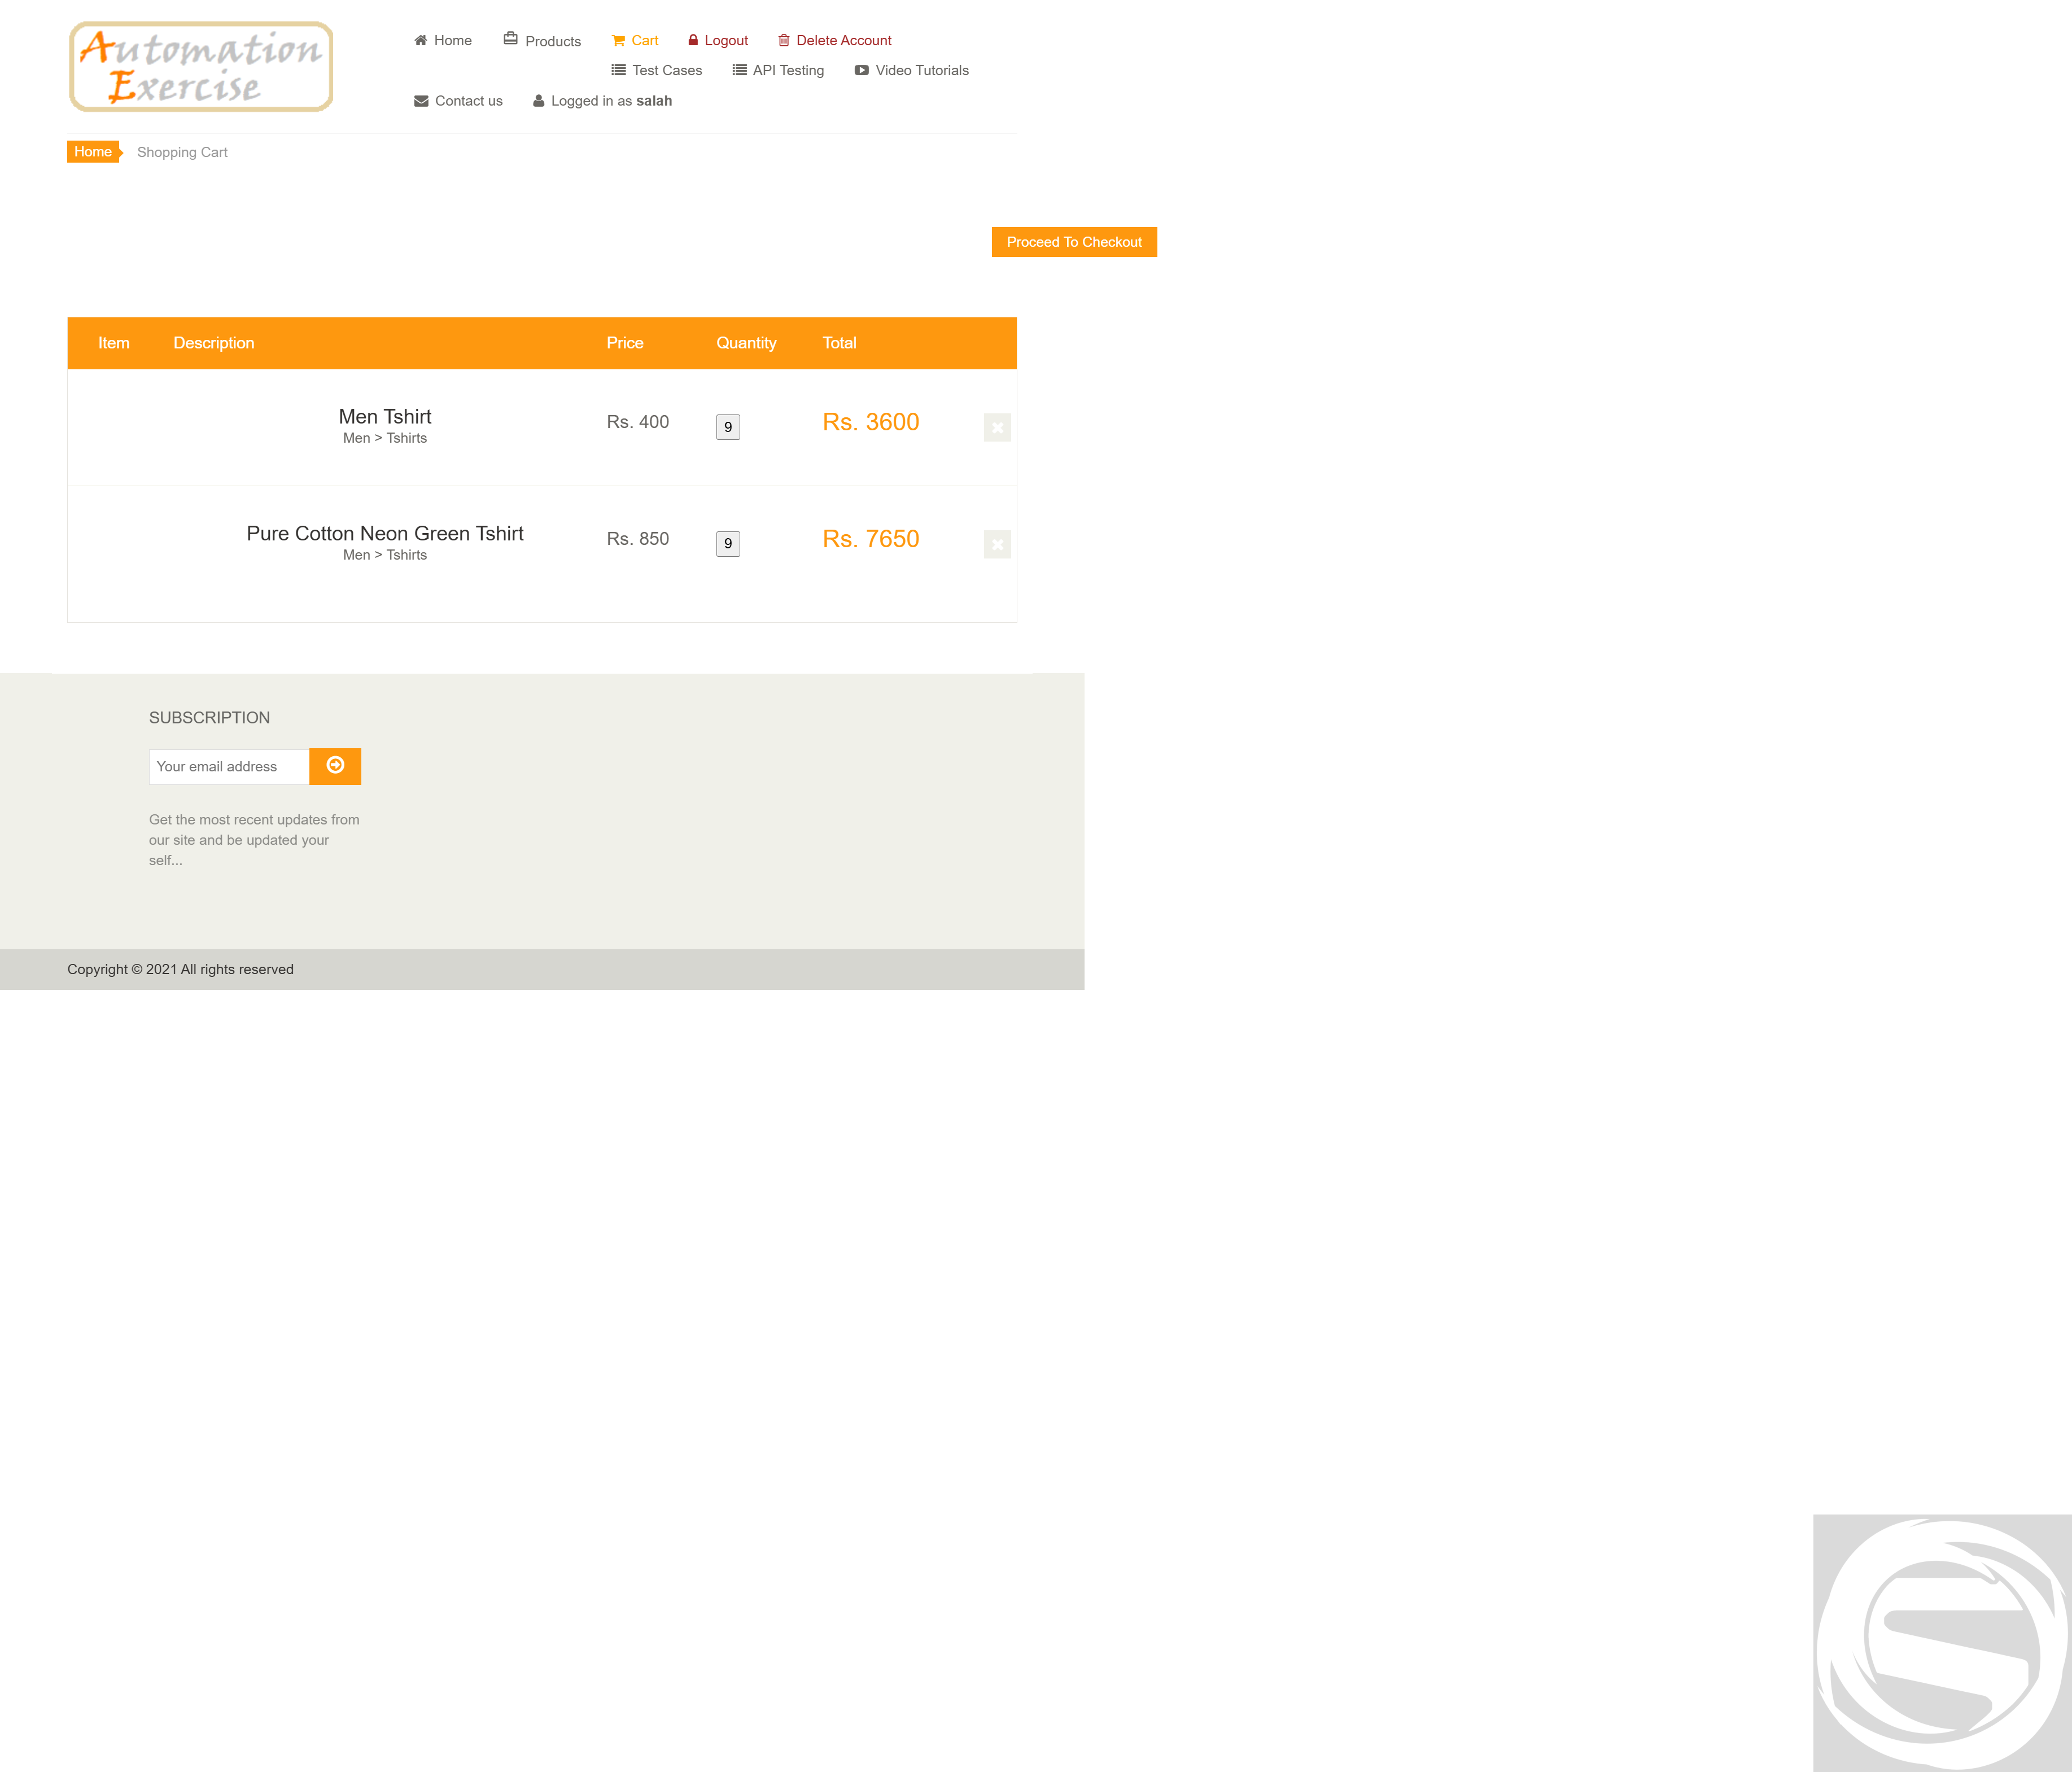 Automation
Exercise
Home Products Cart Logout Delete Account
Test Cases API Testing Video Tutorials
Contact us Logged in as salah
Home Shopping Cart
Proceed To Checkout
Item Description Price Quantity Total
Men Tshirt Rs. 400 9 Rs. 3600
Men > Tshirts
Pure Cotton Neon Green Tshirt Rs. 850 9 Rs. 7650
Men > Tshirts
SUBSCRIPTION
Your email address
Get the most recent updates from
our site and be updated your
self...
Copyright © 2021 All rights reserved